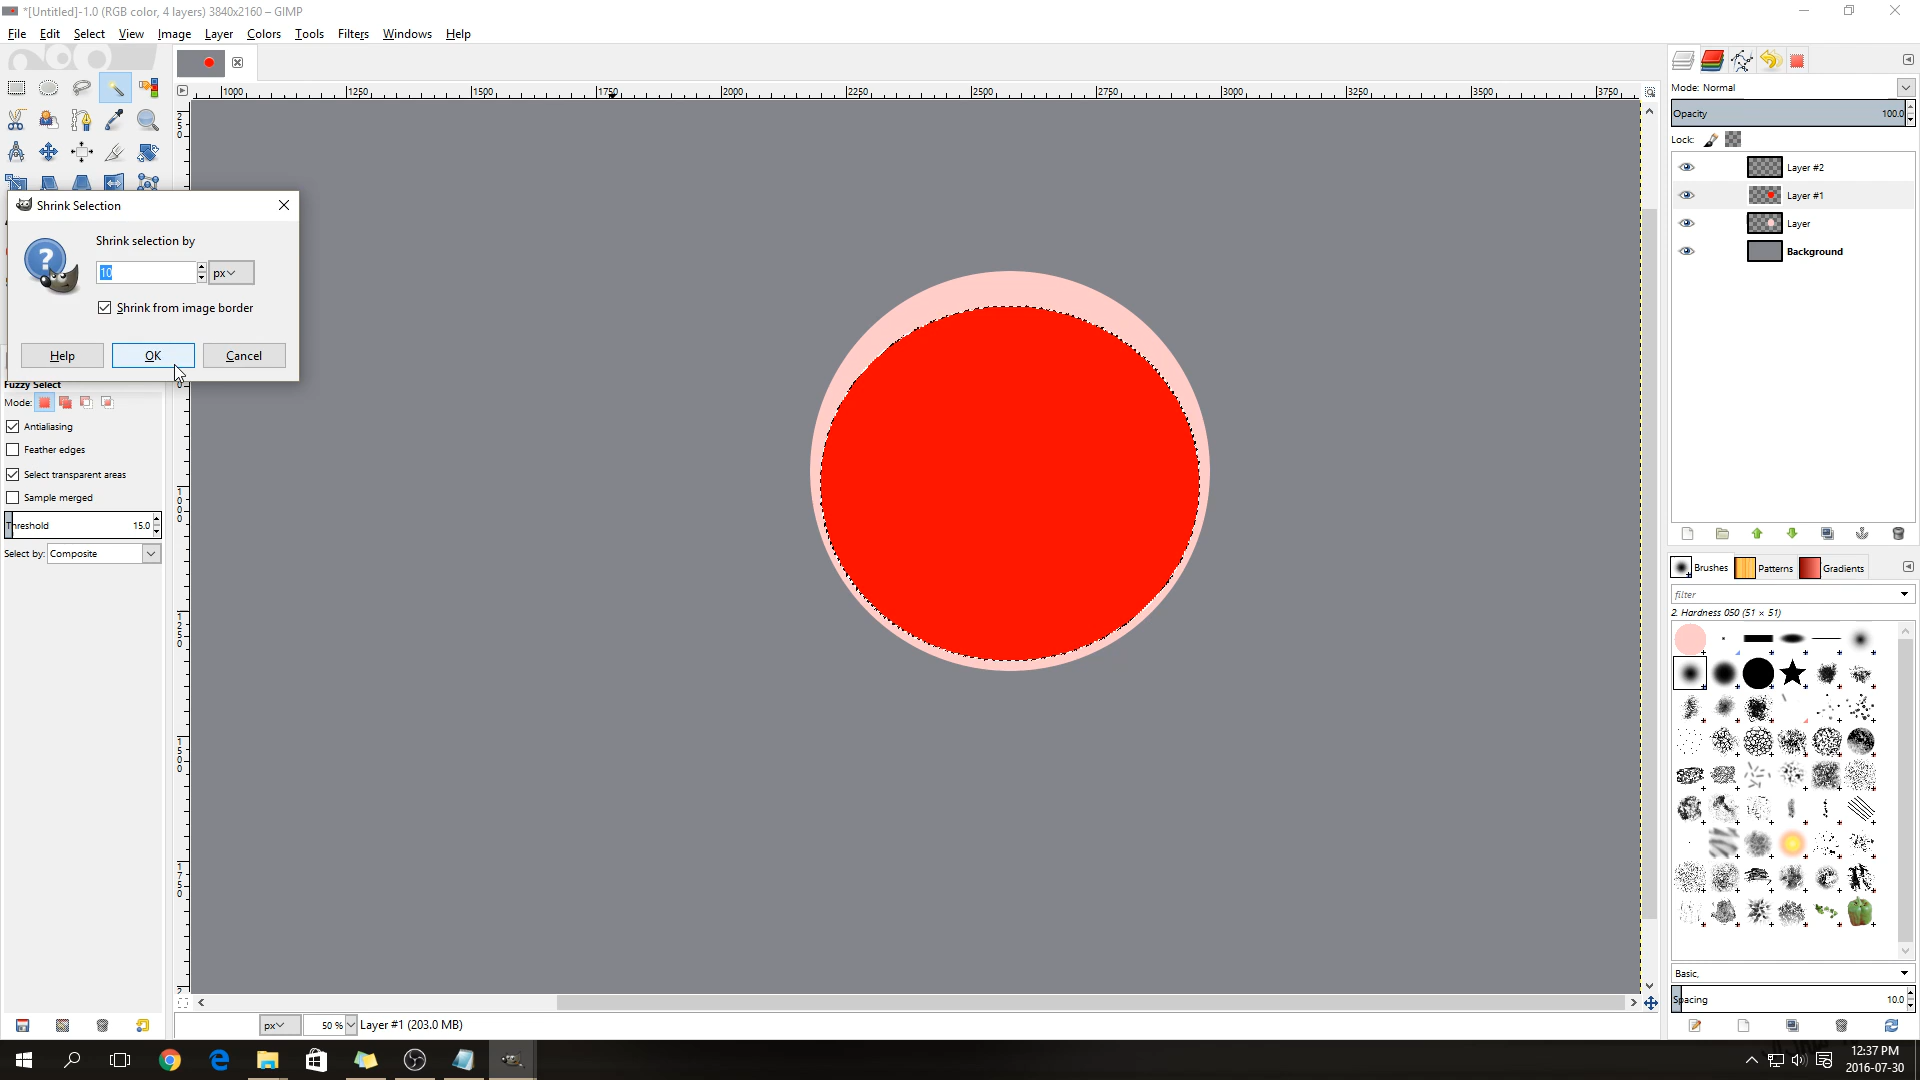 *[Untitled]-1.0 (RGB color, 4 layers) 3840x2160 – GIMP
File Edit Select View Image Layer Colors Tools Filters Windows Help
1000 1250 1500 1750 2000 2250 2500 2750 3000 3250 3500 3750
Mode: Normal
Opacity 100.0
Lock:
Layer #2
Layer #1
Layer
Background
Shrink Selection
Shrink selection by
10 px
Shrink from image border
Help OK Cancel
Fuzzy Select
Mode:
Antialiasing
Feather edges
Select transparent areas
Sample merged
Threshold 15.0
Select by: Composite
250
1000
1250
1500
1750
Brushes Patterns Gradients
filter
2. Hardness 050 (51 × 51)
Basic,
Spacing 10.0
px 50 % Layer #1 (203.0 MB)
12:37 PM
2016-07-30